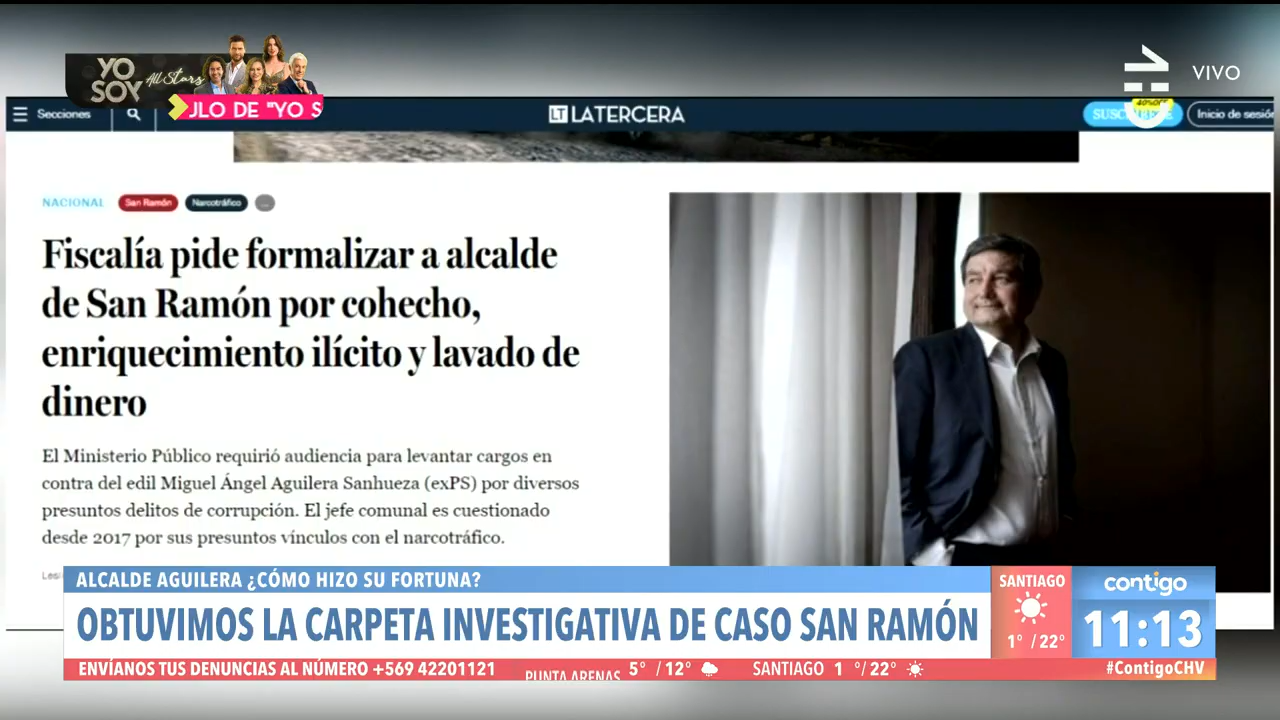 YO
SOY
All Stars
JLO DE "YO S
VIVO
Secciones
LT LATERCERA
40%OFF
Inicio de sesión
NACIONAL
San Ramón
Narcotráfico
...
Fiscalía pide formalizar a alcalde
de San Ramón por cohecho,
enriquecimiento ilícito y lavado de
dinero
El Ministerio Público requirió audiencia para levantar cargos en
contra del edil Miguel Ángel Aguilera Sanhueza (exPS) por diversos
presuntos delitos de corrupción. El jefe comunal es cuestionado
desde 2017 por sus presuntos vínculos con el narcotráfico.
ALCALDE AGUILERA ¿CÓMO HIZO SU FORTUNA?
OBTUVIMOS LA CARPETA INVESTIGATIVA DE CASO SAN RAMÓN
SANTIAGO
1° / 22°
contigo
11:13
ENVÍANOS TUS DENUNCIAS AL NÚMERO +569 42201121
PUNTA ARENAS 5° / 12°
SANTIAGO 1 °/ 22°
#ContigoCHV